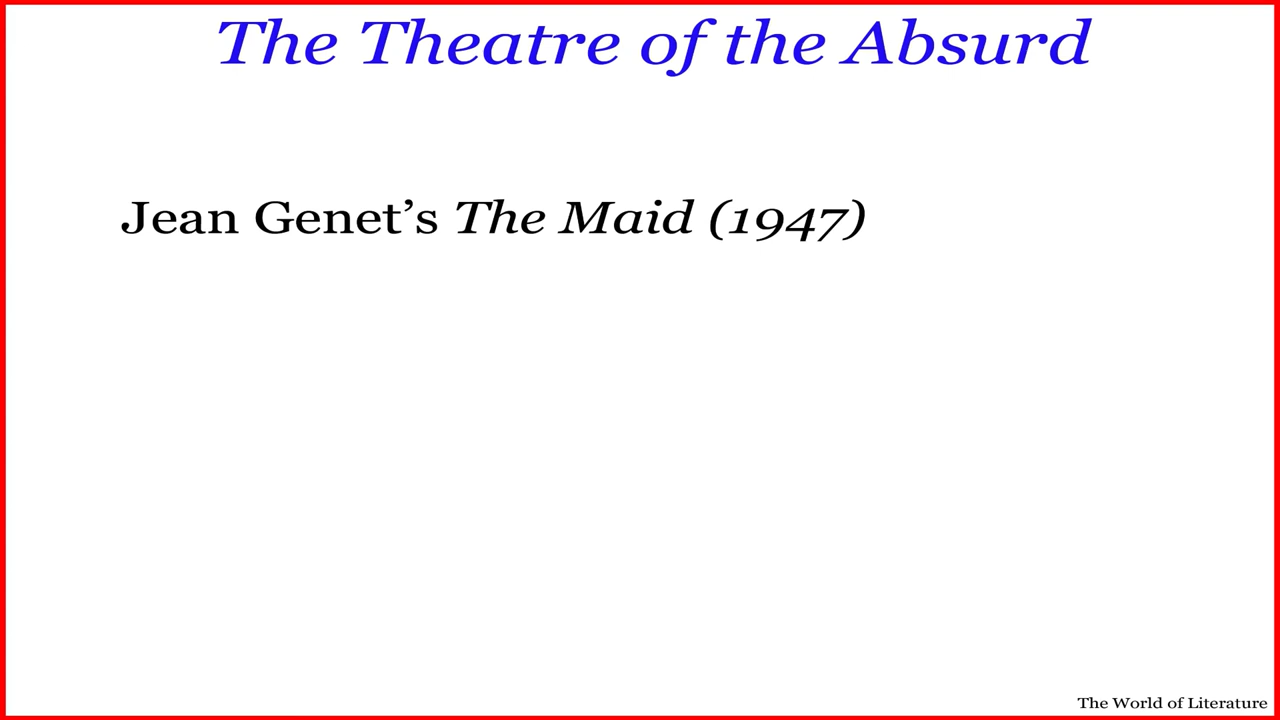 The Theatre of the Absurd
Jean Genet’s The Maid (1947)
The World of Literature